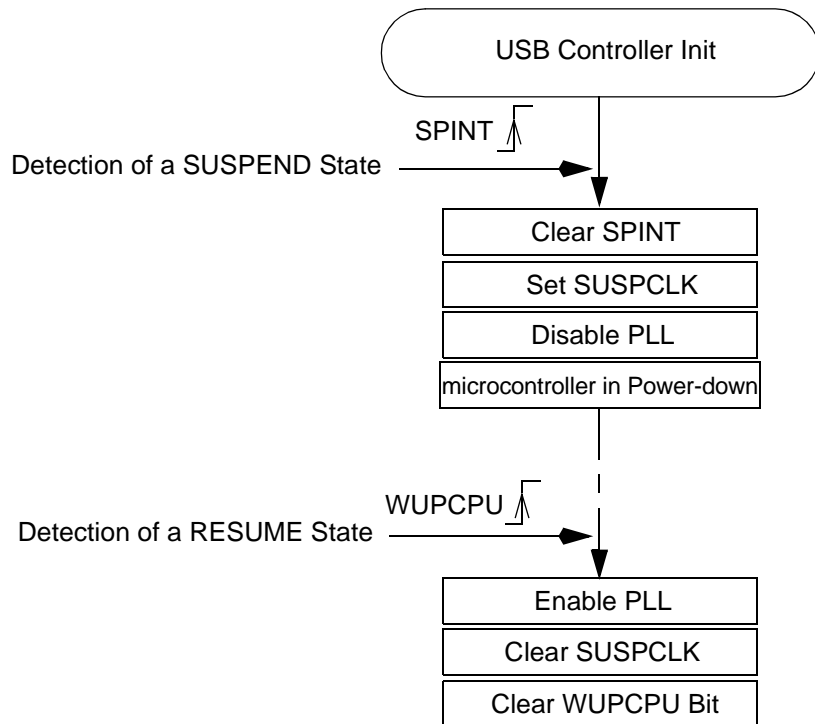 USB Controller Init
SPINT
Detection of a SUSPEND State
Clear SPINT
Set SUSPCLK
Disable PLL
microcontroller in Power-down
WUPCPU
Detection of a RESUME State
Enable PLL
Clear SUSPCLK
Clear WUPCPU Bit